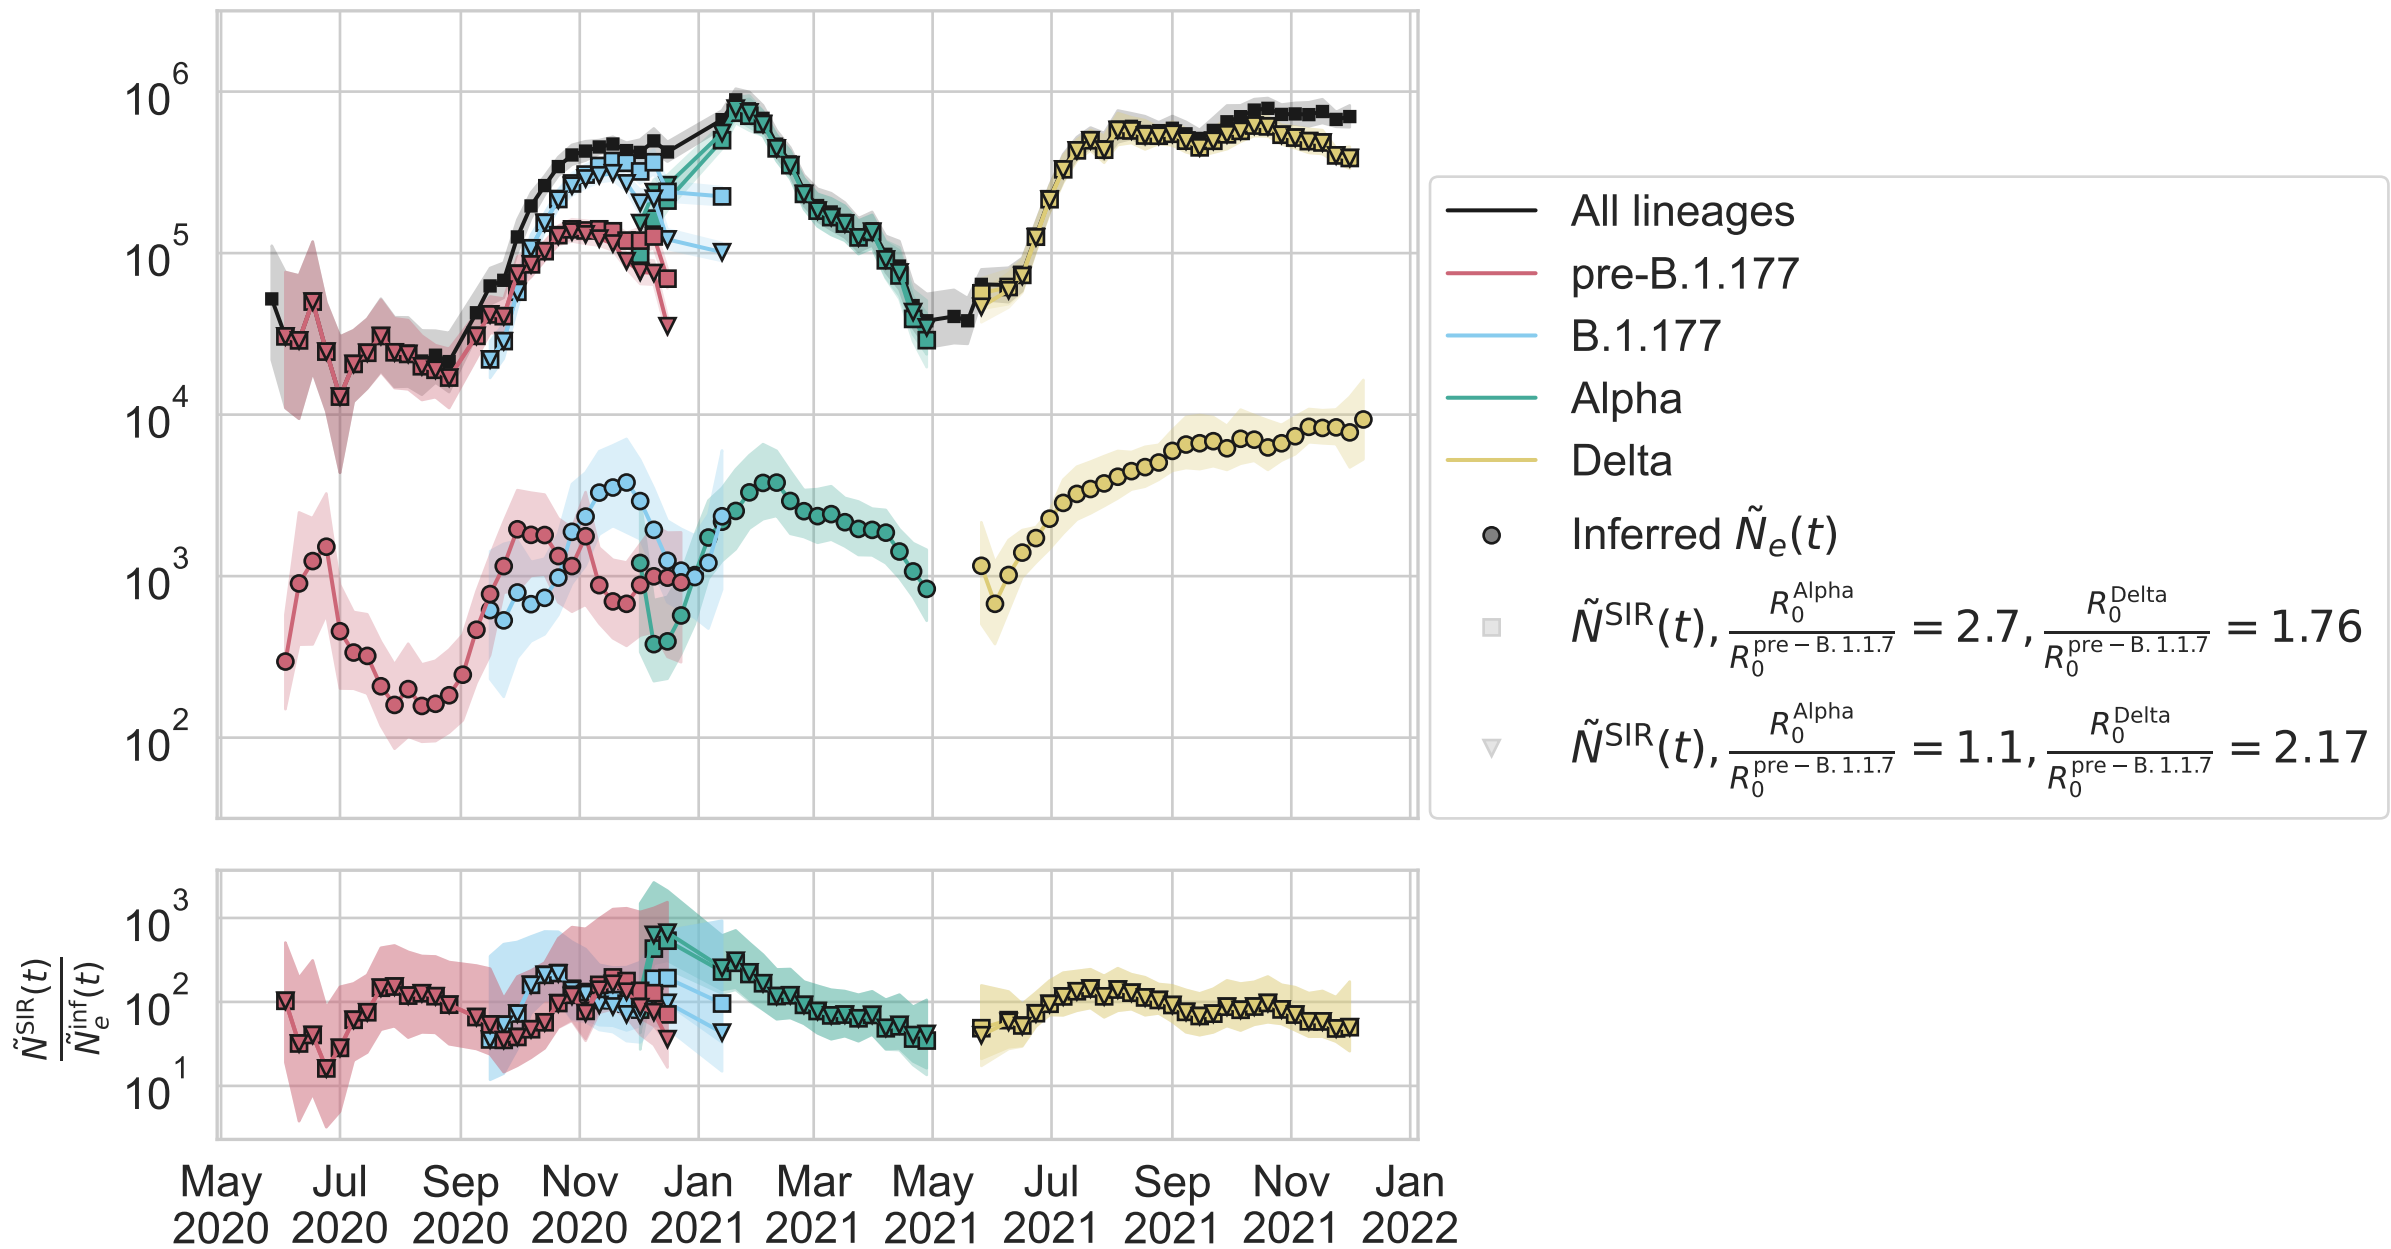 10^6
10^5
10^4
10^3
10^2
All lineages
pre-B.1.177
B.1.177
Alpha
Delta
Inferred Ñ_e(t)
Ñ^SIR(t), R_0^Alpha / R_0^pre−B.1.1.7 = 2.7, R_0^Delta / R_0^pre−B.1.1.7 = 1.76
Ñ^SIR(t), R_0^Alpha / R_0^pre−B.1.1.7 = 1.1, R_0^Delta / R_0^pre−B.1.1.7 = 2.17
Ñ^SIR(t) / Ñ_e^inf(t)
10^3
10^2
10^1
May Jul Sep Nov Jan Mar May Jul Sep Nov Jan
2020 2020 2020 2020 2021 2021 2021 2021 2021 2021 2022